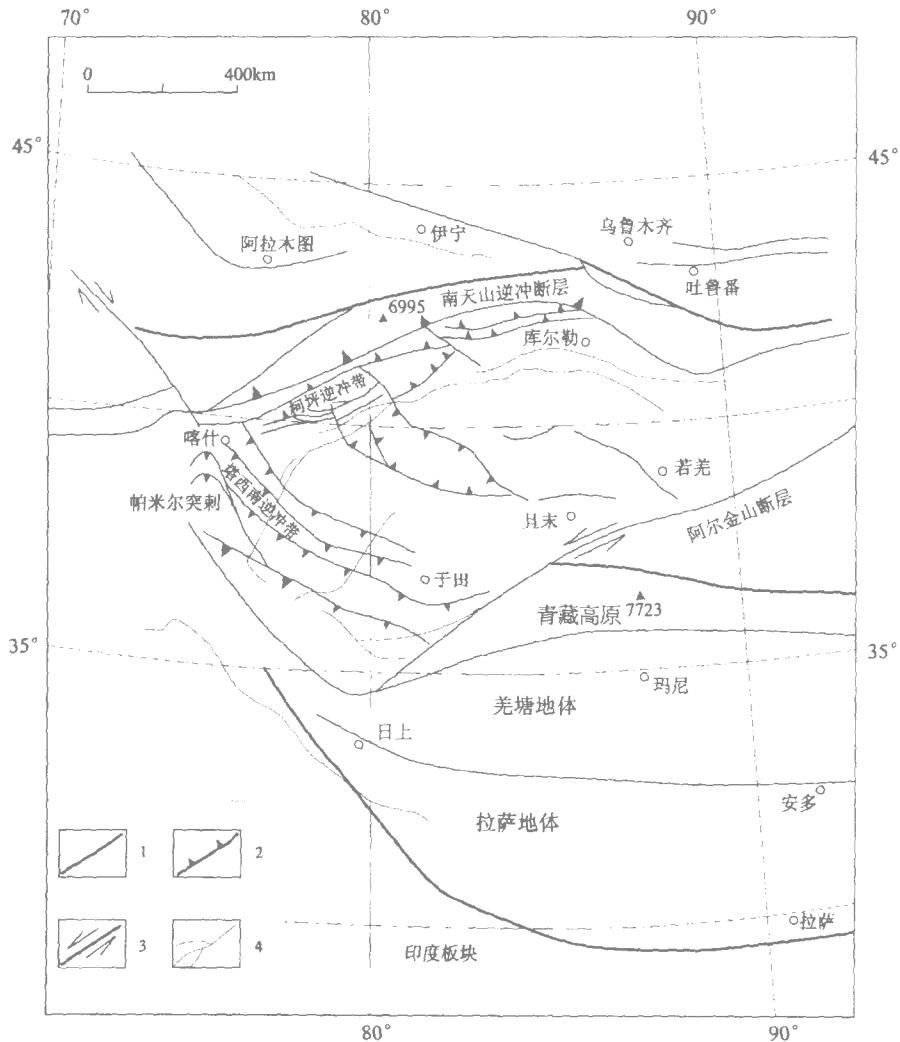 70°
80°
90°
0
400km
45°
45°
阿拉木图
伊宁
乌鲁木齐
吐鲁番
南天山逆冲断层
6995
库尔勒
柯坪逆冲带
喀什
若羌
塔西南逆冲带
帕米尔突刺
且末
阿尔金山断层
于田
青藏高原
7723
35°
35°
玛尼
羌塘地体
日上
安多
拉萨地体
1
2
3
4
拉萨
印度板块
80°
90°